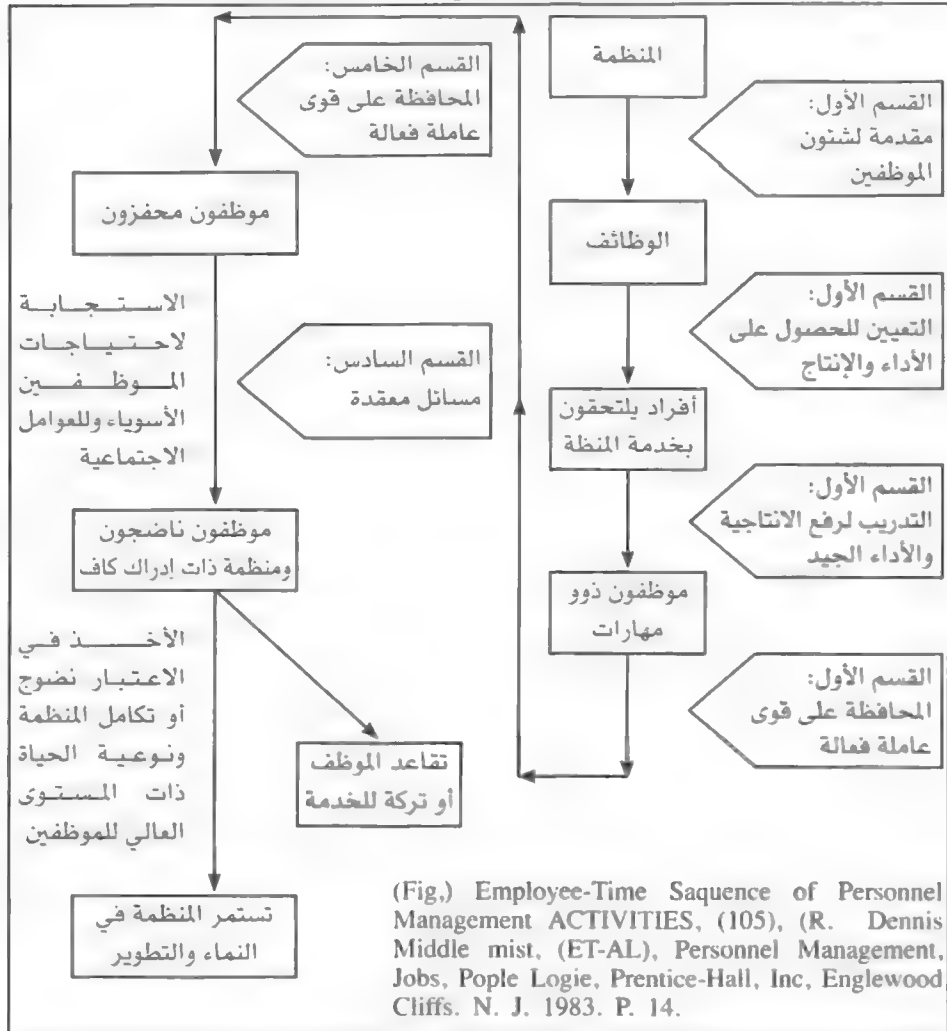 المنظمة
القسم الأول:
مقدمة لشئون
الموظفين
الوظائف
القسم الأول:
التعيين للحصول على
الأداء والإنتاج
أفراد يلتحقون
بخدمة المنظة
القسم الأول:
التدريب لرفع الانتاجية
والأداء الجيد
موظفون ذوو
مهارات
القسم الأول:
المحافظة على قوى
عاملة فعالة
القسم الخامس:
المحافظة على قوى
عاملة فعالة
موظفون محفزون
الاستجابة
لاحتياجات
الموظفين
الأسوياء وللعوامل
الاجتماعية
القسم السادس:
مسائل معقدة
موظفون ناضجون
ومنظمة ذات إدراك كاف
الأخذ في
الاعتبار نضوج
أو تكامل المنظمة
ونوعية الحياة
ذات المستوى
العالي للموظفين
تقاعد الموظف
أو تركة للخدمة
تستمر المنظمة في
النماء والتطوير
(Fig,) Employee-Time Saquence of Personnel
Management ACTIVITIES, (105), (R. Dennis
Middle mist, (ET-AL), Personnel Management,
Jobs, Pople Logie, Prentice-Hall, Inc, Englewood
Cliffs. N. J. 1983. P. 14.